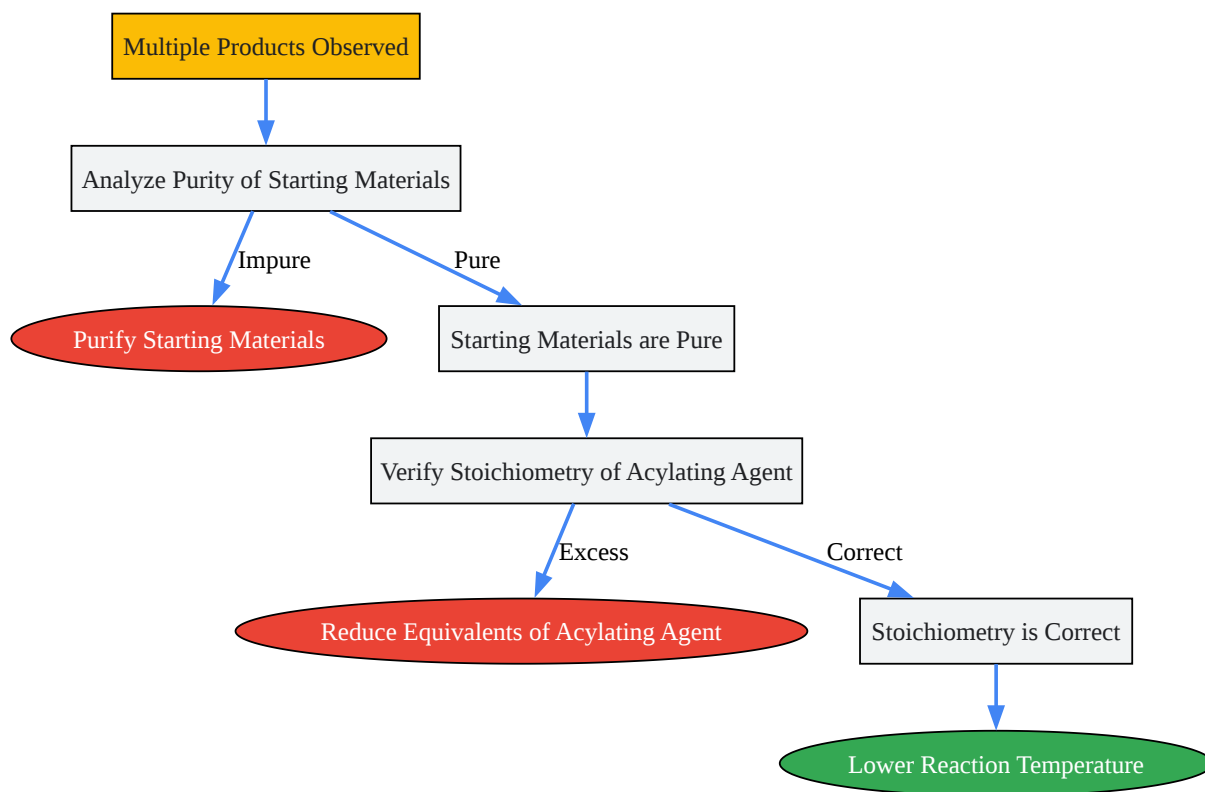 Multiple Products Observed
Analyze Purity of Starting Materials
Impure
Pure
Purify Starting Materials
Starting Materials are Pure
Verify Stoichiometry of Acylating Agent
Excess
Correct
Reduce Equivalents of Acylating Agent
Stoichiometry is Correct
Lower Reaction Temperature